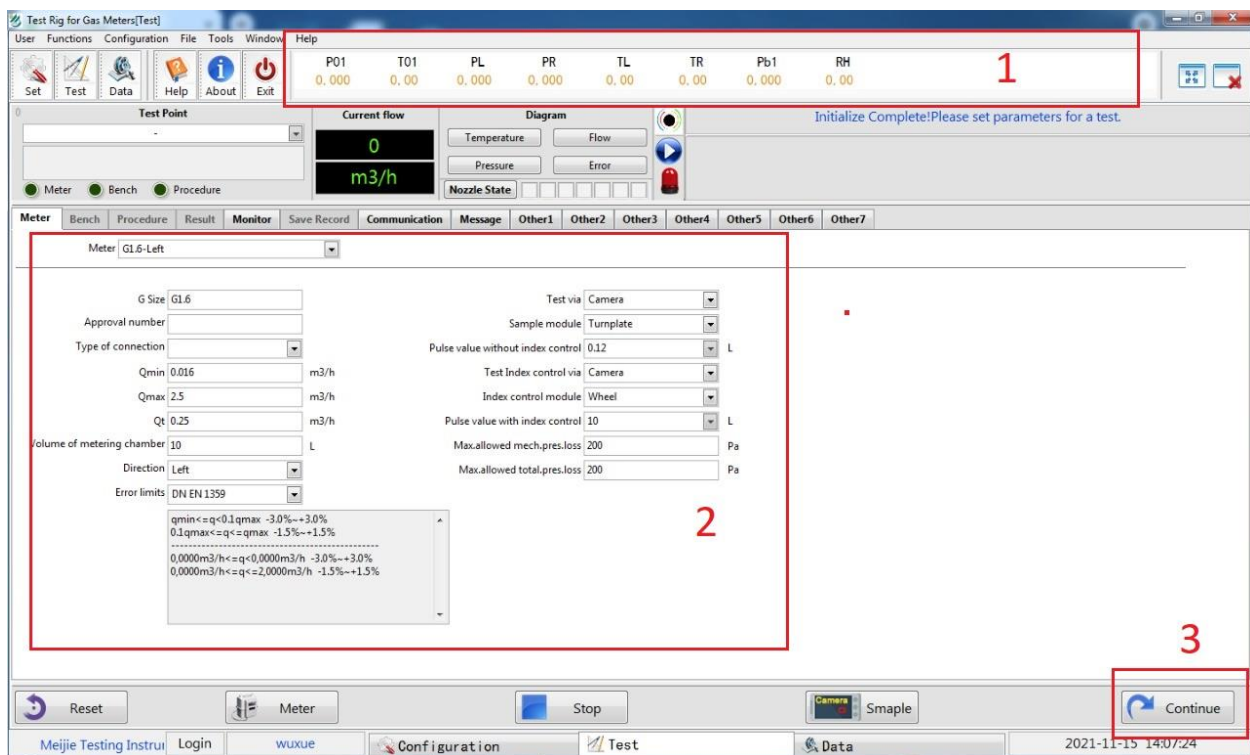 Test Rig for Gas Meters[Test]
User Functions Configuration File Tools Window Help
P01 T01 PL PR TL TR Pb1 RH
0.000 0.00 0.000 0.000 0.00 0.00 0.000 0.00
1
Set Test Data Help About Exit
0 Test Point Current flow Diagram Initialize Complete!Please set parameters for a test.
-
0
Temperature Flow
m3/h
Pressure Error
Meter Bench Procedure
Nozzle State
Meter Bench Procedure Result Monitor Save Record Communication Message Other1 Other2 Other3 Other4 Other5 Other6 Other7
Meter G1.6-Left
G Size G1.6 Test via Camera
Approval number Sample module Turnplate
Type of connection Pulse value without index control 0.12 L
Qmin 0.016 m3/h Test Index control via Camera
Qmax 2.5 m3/h Index control module Wheel
Qt 0.25 m3/h Pulse value with index control 10 L
Volume of metering chamber 10 L Max.allowed mech.pres.loss 200 Pa
Direction Left Max.allowed total.pres.loss 200 Pa
Error limits DN EN 1359
qmin<=q<0.1qmax -3.0%~+3.0%
0.1qmax<=q<=qmax -1.5%~+1.5%
--------------------------------------------------
0,0000m3/h<=q<0,0000m3/h -3.0%~+3.0%
0,0000m3/h<=q<=2,0000m3/h -1.5%~+1.5%
2
3
Reset Meter Stop Camera Smaple Continue
Meijie Testing Instru Login wuxue Configuration Test Data 2021-11-15 14:07:24